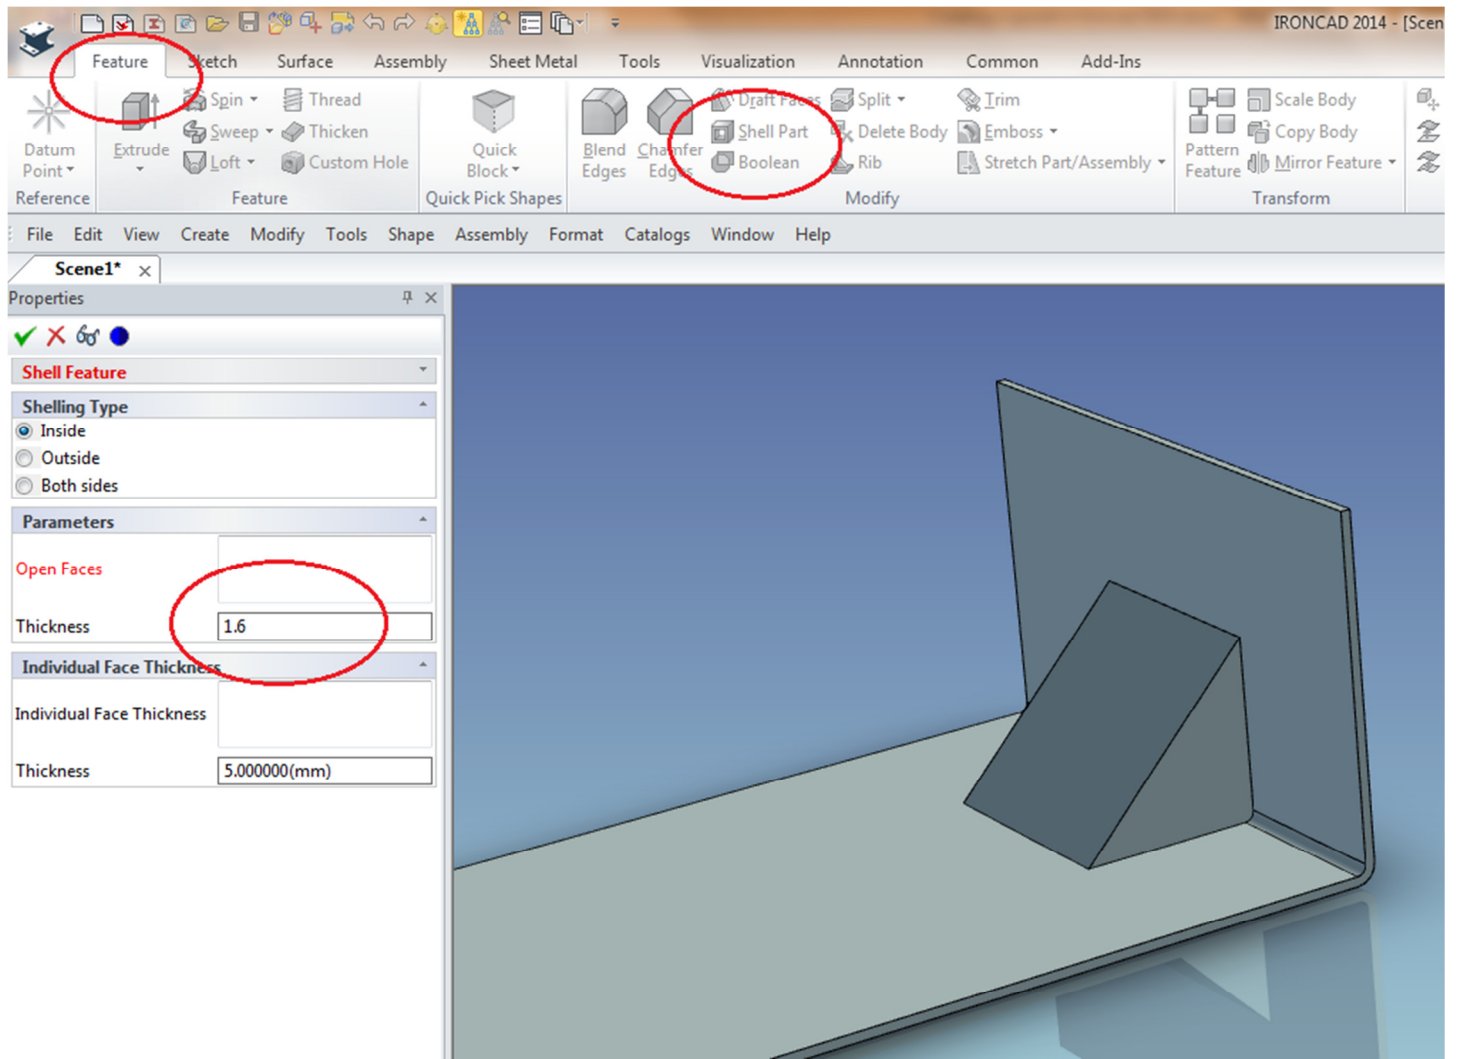 IRONCAD 2014 - [Scen
Feature Sketch Surface Assembly Sheet Metal Tools Visualization Annotation Common Add-Ins
Spin Thread Draft Faces Split Trim Scale Body
Sweep Thicken Shell Part Delete Body Emboss Copy Body
Datum Point Extrude Loft Custom Hole Quick Block Blend Edges Chamfer Edges Boolean Rib Stretch Part/Assembly Pattern Feature Mirror Feature
Reference Feature Quick Pick Shapes Modify Transform
File Edit View Create Modify Tools Shape Assembly Format Catalogs Window Help
Scene1*
Properties
Shell Feature
Shelling Type
Inside
Outside
Both sides
Parameters
Open Faces
Thickness 1.6
Individual Face Thickness
Individual Face Thickness
Thickness 5.000000(mm)